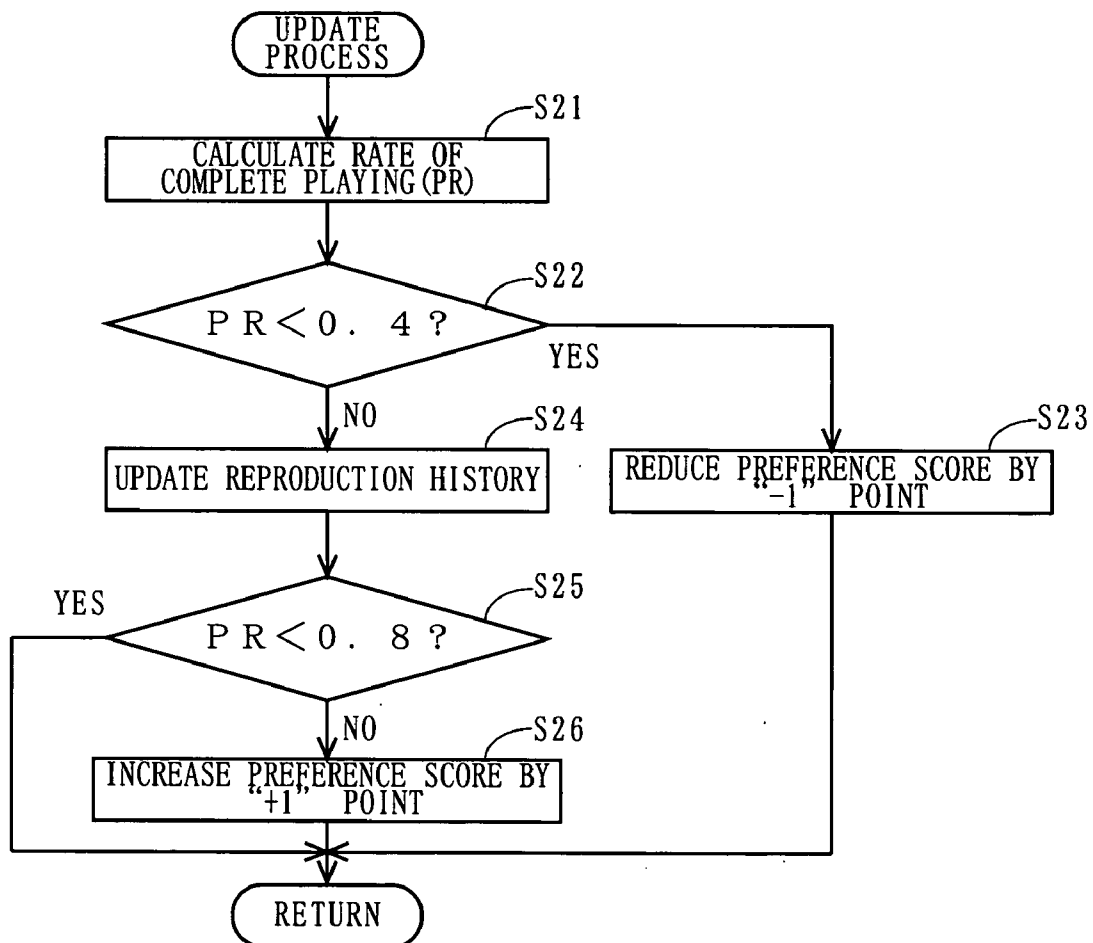 UPDATE
PROCESS
S21
CALCULATE RATE OF
COMPLETE PLAYING(PR)
S22
PR<0.4?
YES
NO
S24
UPDATE REPRODUCTION HISTORY
S23
REDUCE PREFERENCE SCORE BY
“-1” POINT
S25
YES
PR<0.8?
NO
S26
INCREASE PREFERENCE SCORE BY
“+1” POINT
RETURN